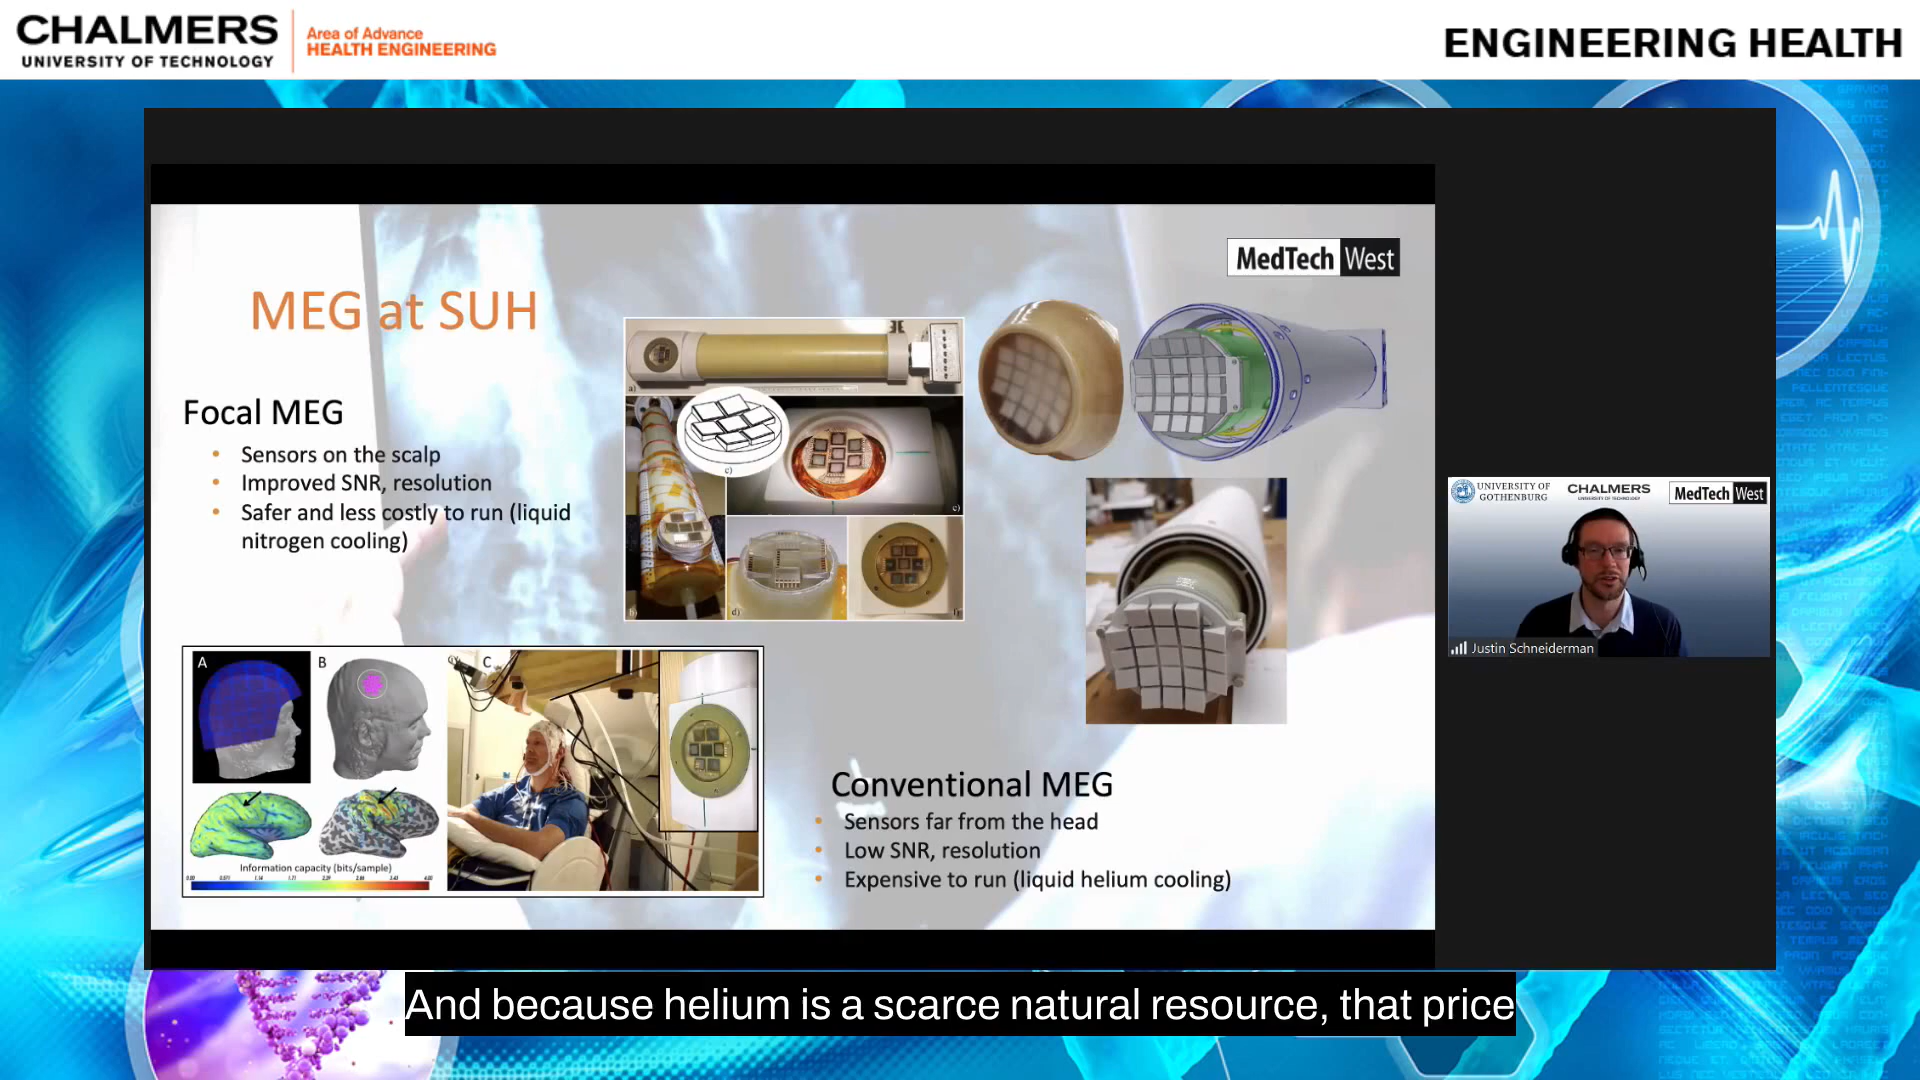 CHALMERS
UNIVERSITY OF TECHNOLOGY
Area of Advance
HEALTH ENGINEERING
ENGINEERING HEALTH
MedTech West
MEG at SUH
Focal MEG
• Sensors on the scalp
• Improved SNR, resolution
• Safer and less costly to run (liquid
nitrogen cooling)
a)
b)
c)
d)
e)
f)
A
B
C
Information capacity (bits/sample)
Conventional MEG
• Sensors far from the head
• Low SNR, resolution
• Expensive to run (liquid helium cooling)
UNIVERSITY OF
GOTHENBURG
CHALMERS
UNIVERSITY OF TECHNOLOGY
MedTech West
Justin Schneiderman
And because helium is a scarce natural resource, that price